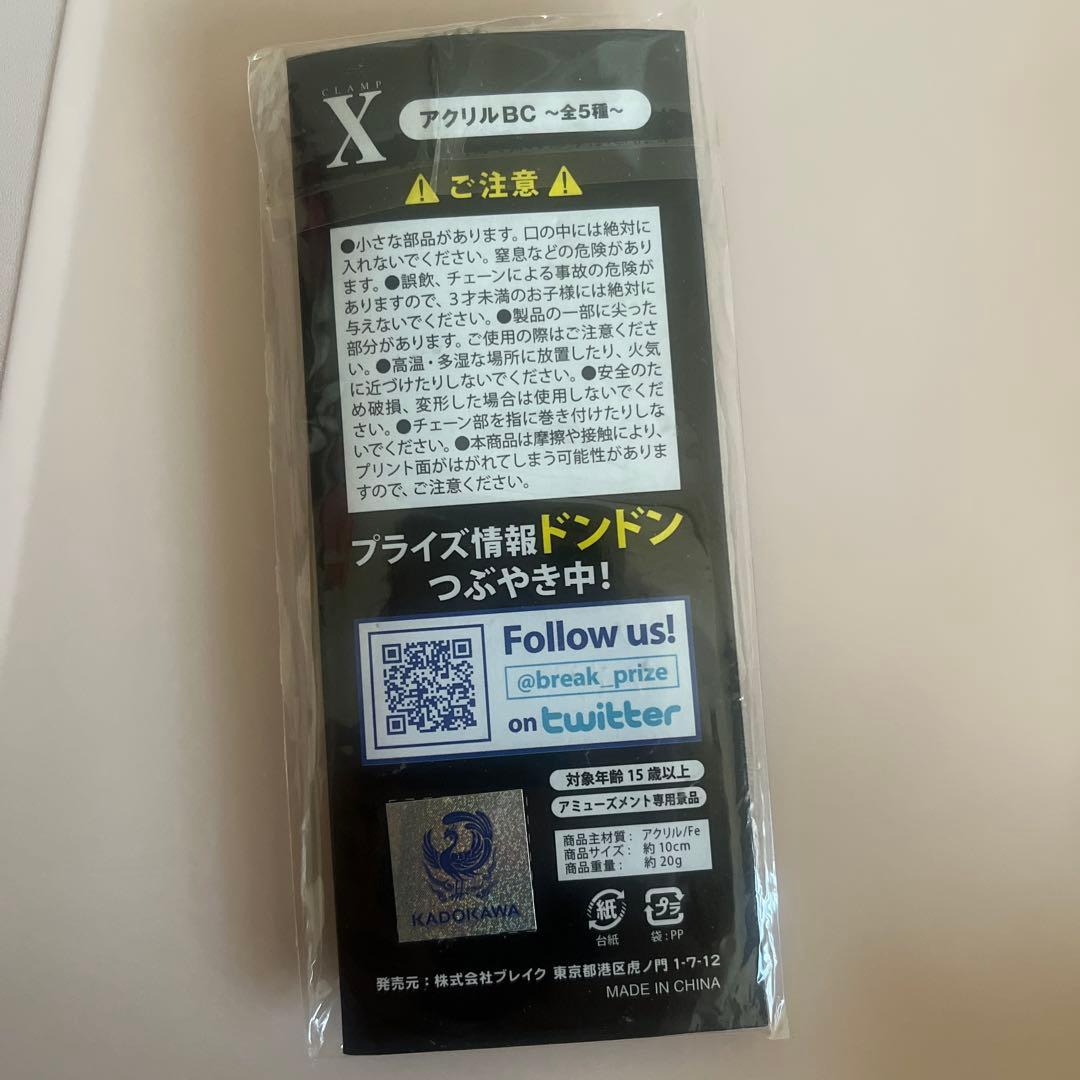 CLAMP
X
アクリルBC ～全5種～
ご注意
●小さな部品があります。口の中には絶対に
入れないでください。窒息などの危険があり
ます。●誤飲、チェーンによる事故の危険が
ありますので、3才未満のお子様には絶対に
与えないでください。●製品の一部に尖った
部分があります。ご使用の際はご注意くださ
い。●高温・多湿な場所に放置したり、火気
に近づけたりしないでください。●安全のた
め破損、変形した場合は使用しないでくだ
さい。●チェーン部を指に巻き付けたりしな
いでください。●本商品は摩擦や接触により、
プリント面がはがれてしまう可能性がありま
すので、ご注意ください。
プライズ情報ドンドン
つぶやき中!
Follow us!
@break_prize
on twitter
対象年齢15歳以上
アミューズメント専用景品
商品主材質： アクリル/Fe
商品サイズ： 約10cm
商品重量： 約20g
KADOKAWA
紙
プラ
台紙
袋：PP
発売元：株式会社ブレイク 東京都港区虎ノ門1-7-12
MADE IN CHINA